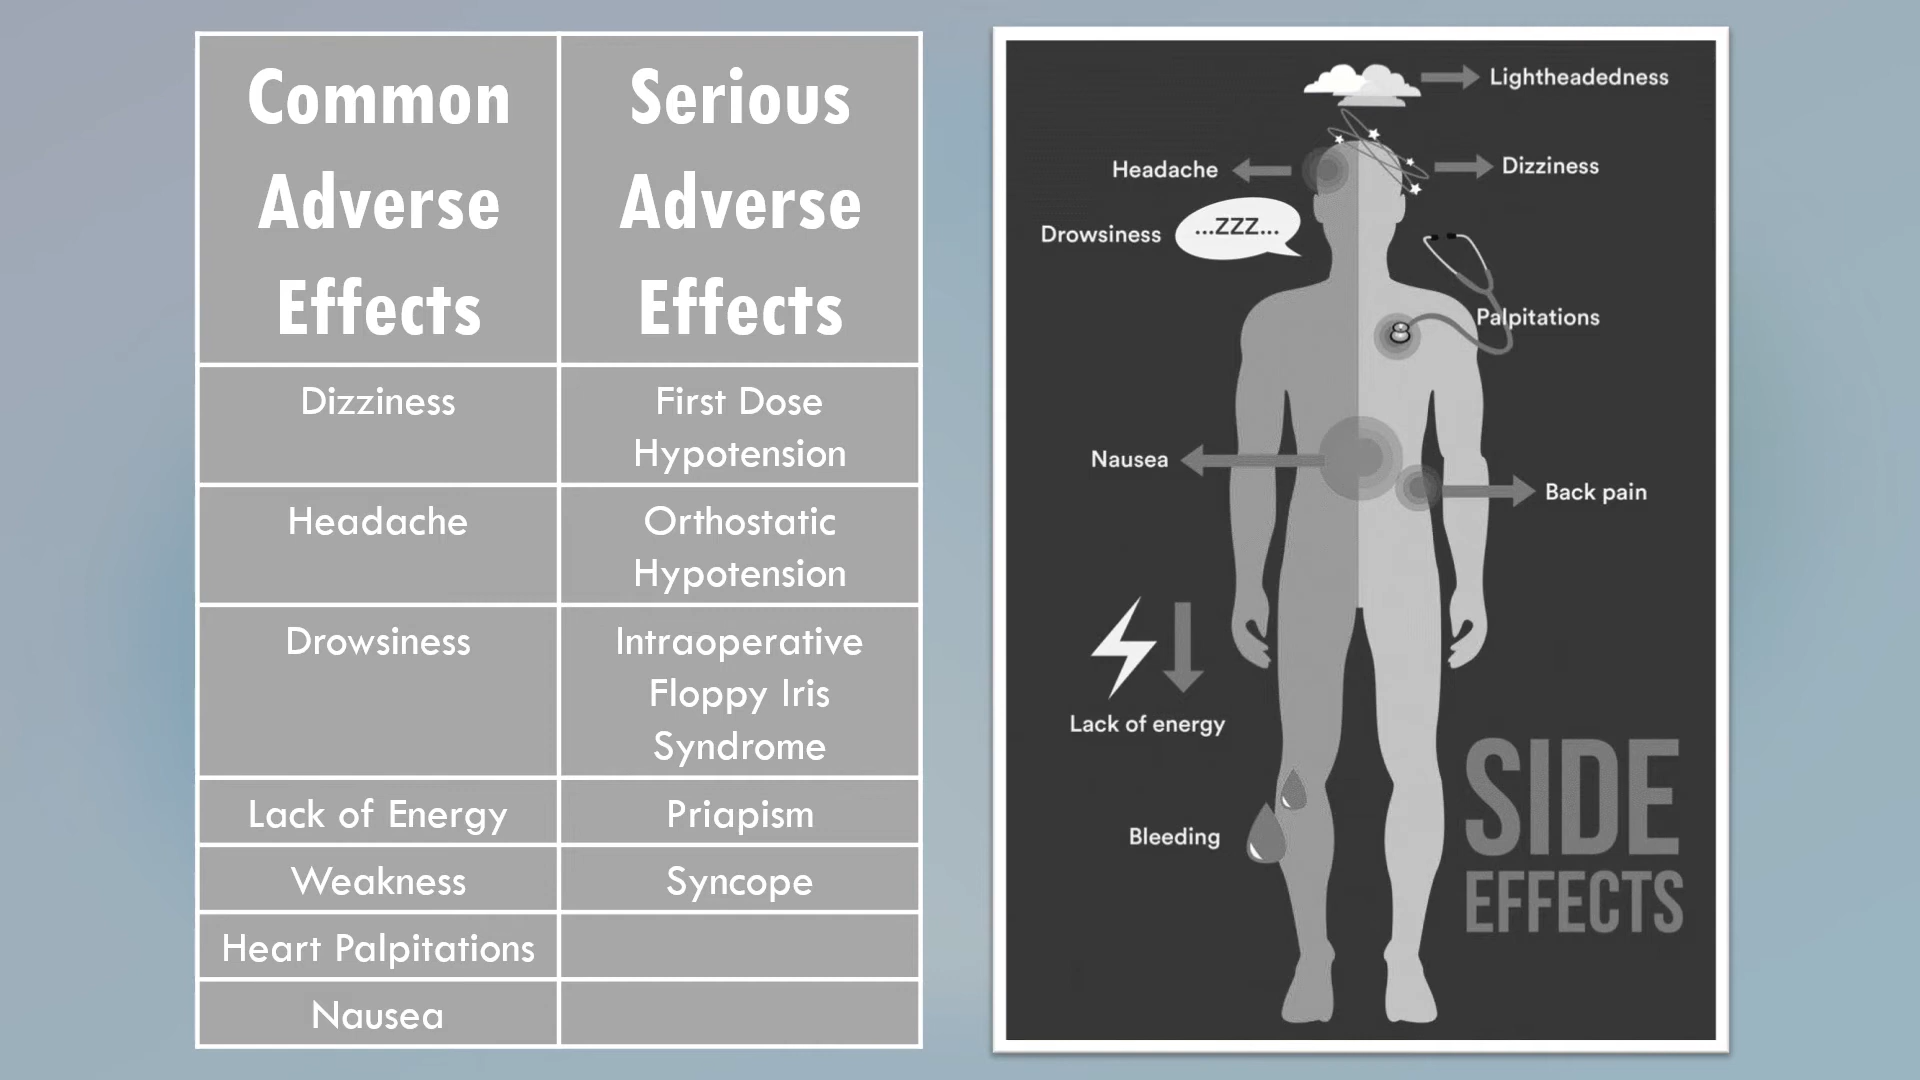 Common
Adverse
Effects
Serious
Adverse
Effects
Dizziness
First Dose
Hypotension
Headache
Orthostatic
Hypotension
Drowsiness
Intraoperative
Floppy Iris
Syndrome
Lack of Energy
Priapism
Weakness
Syncope
Heart Palpitations
Nausea
Lightheadedness
Headache
Dizziness
Drowsiness
...ZZZ...
Palpitations
Nausea
Back pain
Lack of energy
Bleeding
SIDE
EFFECTS